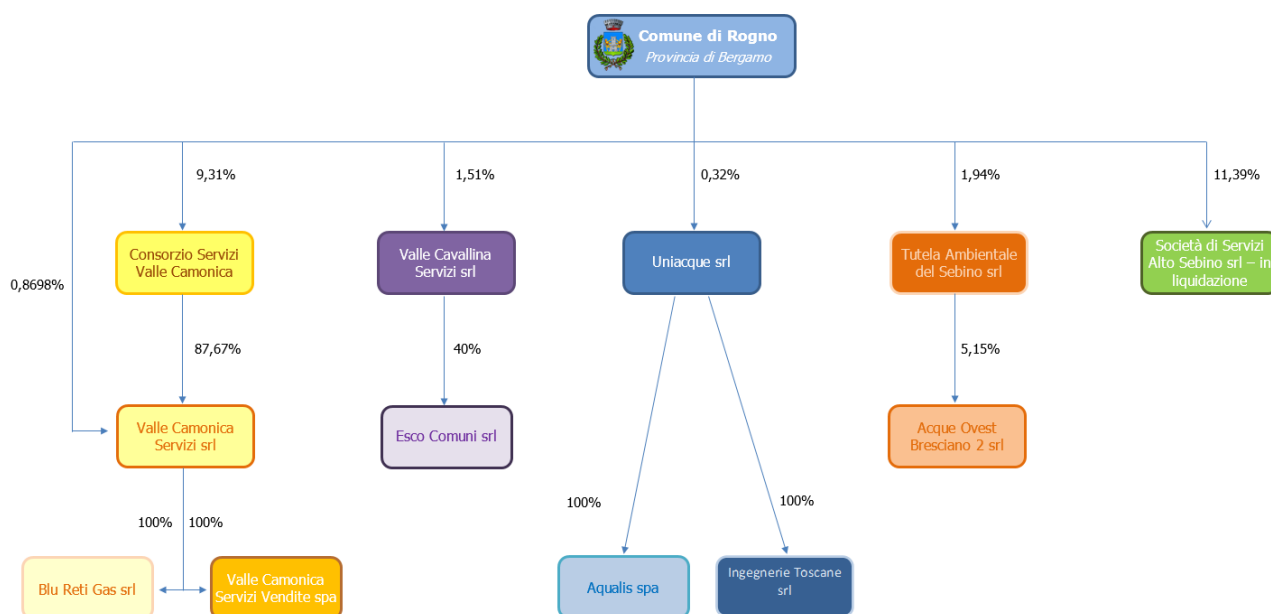 Comune di Rogno
Provincia di Bergamo
9,31%
1,51%
0,32%
1,94%
11,39%
Consorzio Servizi
Valle Camonica
Valle Cavallina
Servizi srl
Uniacque srl
Tutela Ambientale
del Sebino srl
Società di Servizi
Alto Sebino srl – in
liquidazione
0,8698%
87,67%
40%
5,15%
Valle Camonica
Servizi srl
Esco Comuni srl
Acque Ovest
Bresciano 2 srl
100%
100%
100%
100%
Blu Reti Gas srl
Valle Camonica
Servizi Vendite spa
Aqualis spa
Ingegnerie Toscane
srl